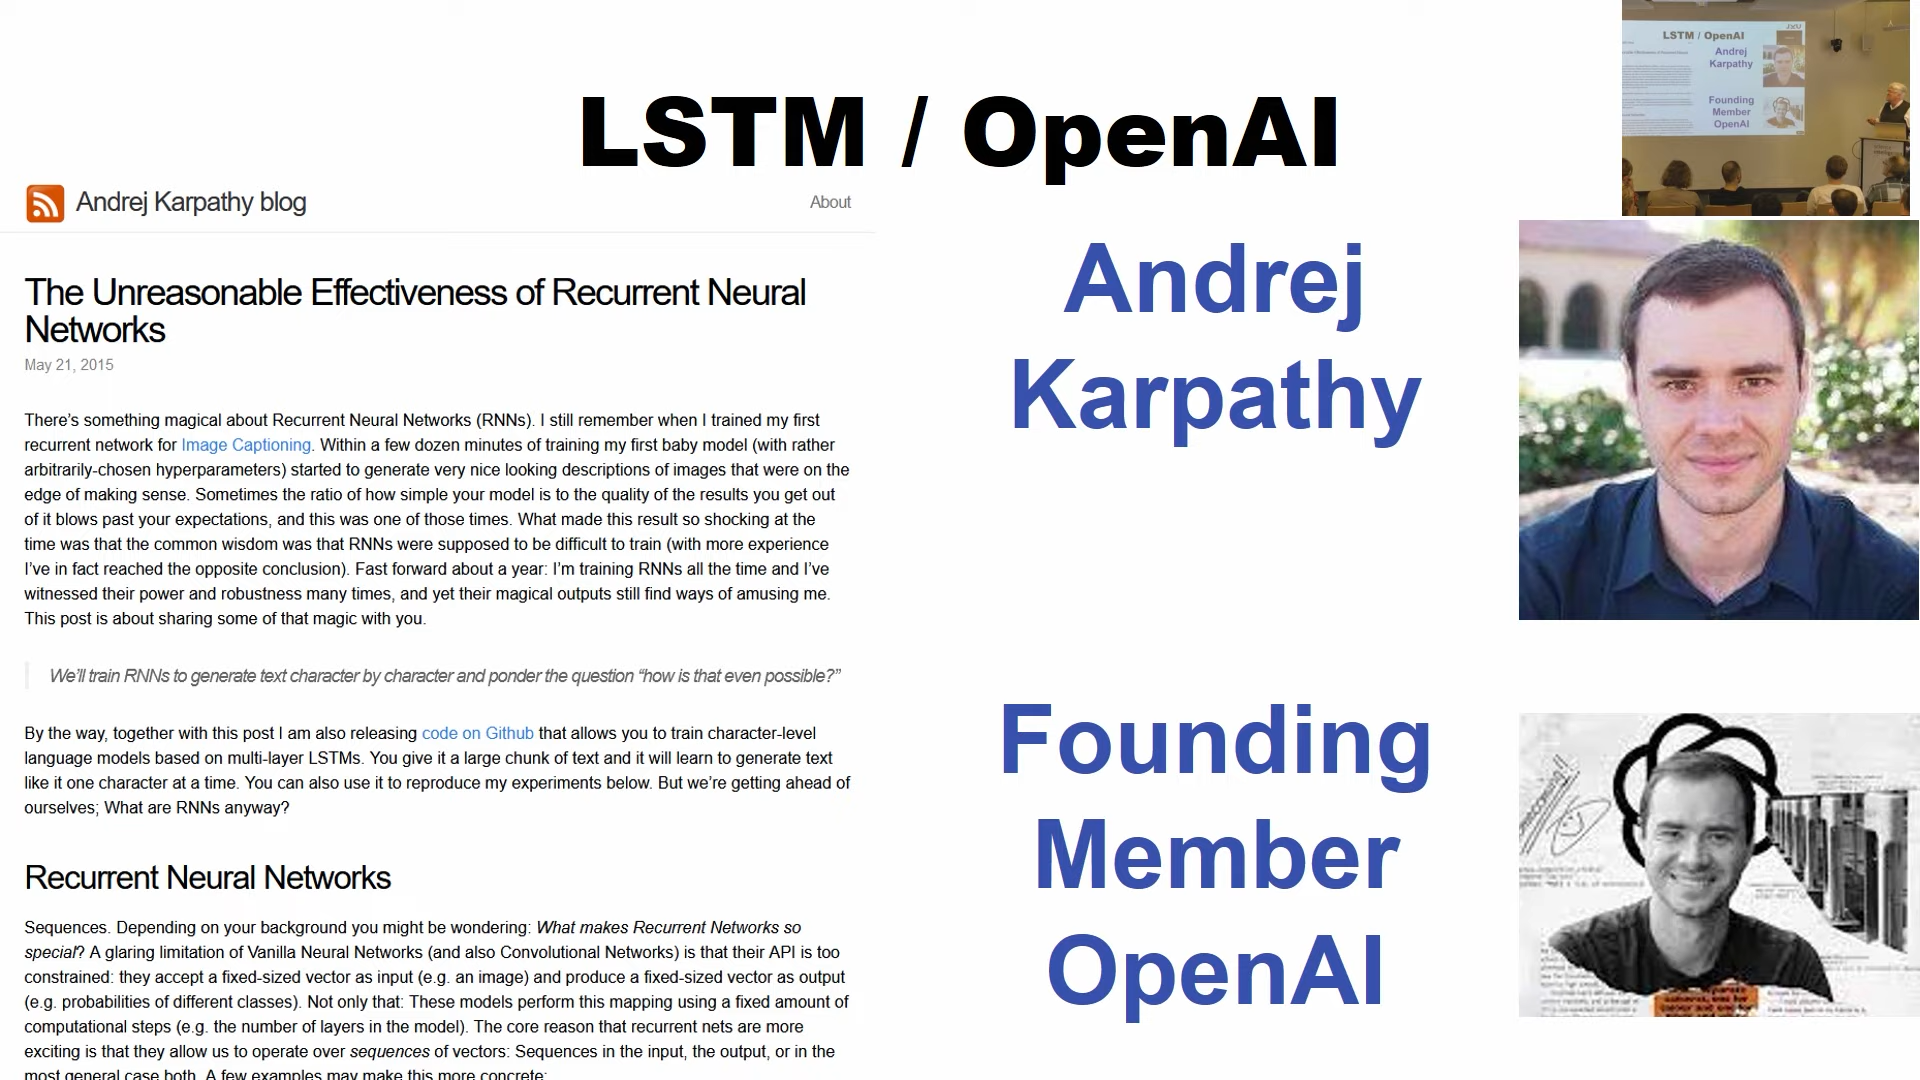 LSTM / OpenAI
Andrej Karpathy blog
About
The Unreasonable Effectiveness of Recurrent Neural
Networks
May 21, 2015
There's something magical about Recurrent Neural Networks (RNNs). I still remember when I trained my first
recurrent network for Image Captioning. Within a few dozen minutes of training my first baby model (with rather
arbitrarily-chosen hyperparameters) started to generate very nice looking descriptions of images that were on the
edge of making sense. Sometimes the ratio of how simple your model is to the quality of the results you get out
of it blows past your expectations, and this was one of those times. What made this result so shocking at the
time was that the common wisdom was that RNNs were supposed to be difficult to train (with more experience
I've in fact reached the opposite conclusion). Fast forward about a year: I'm training RNNs all the time and I've
witnessed their power and robustness many times, and yet their magical outputs still find ways of amusing me.
This post is about sharing some of that magic with you.
We'll train RNNs to generate text character by character and ponder the question “how is that even possible?”
By the way, together with this post I am also releasing code on Github that allows you to train character-level
language models based on multi-layer LSTMs. You give it a large chunk of text and it will learn to generate text
like it one character at a time. You can also use it to reproduce my experiments below. But we're getting ahead of
ourselves; What are RNNs anyway?
Recurrent Neural Networks
Sequences. Depending on your background you might be wondering: What makes Recurrent Networks so
special? A glaring limitation of Vanilla Neural Networks (and also Convolutional Networks) is that their API is too
constrained: they accept a fixed-sized vector as input (e.g. an image) and produce a fixed-sized vector as output
(e.g. probabilities of different classes). Not only that: These models perform this mapping using a fixed amount of
computational steps (e.g. the number of layers in the model). The core reason that recurrent nets are more
exciting is that they allow us to operate over sequences of vectors: Sequences in the input, the output, or in the
most general case both. A few examples may make this more concrete:
Andrej
Karpathy
Founding
Member
OpenAI
JKU
LSTM / OpenAI
Andrej
Karpathy
Founding
Member
OpenAI